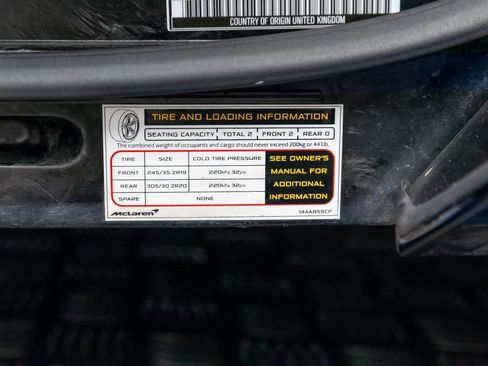 COUNTRY OF ORIGIN UNITED KINGDOM
TIRE AND LOADING INFORMATION
SEATING CAPACITY TOTAL 2 FRONT 2 REAR 0
The combined weight of occupants and cargo should never exceed 200kg or 441lb.
TIRE SIZE COLD TIRE PRESSURE
FRONT 245/35 ZR19 220kPa, 32psi
REAR 305/30 ZR20 220kPa, 32psi
SPARE NONE
SEE OWNER'S
MANUAL FOR
ADDITIONAL
INFORMATION
McLaren
14AA859CP